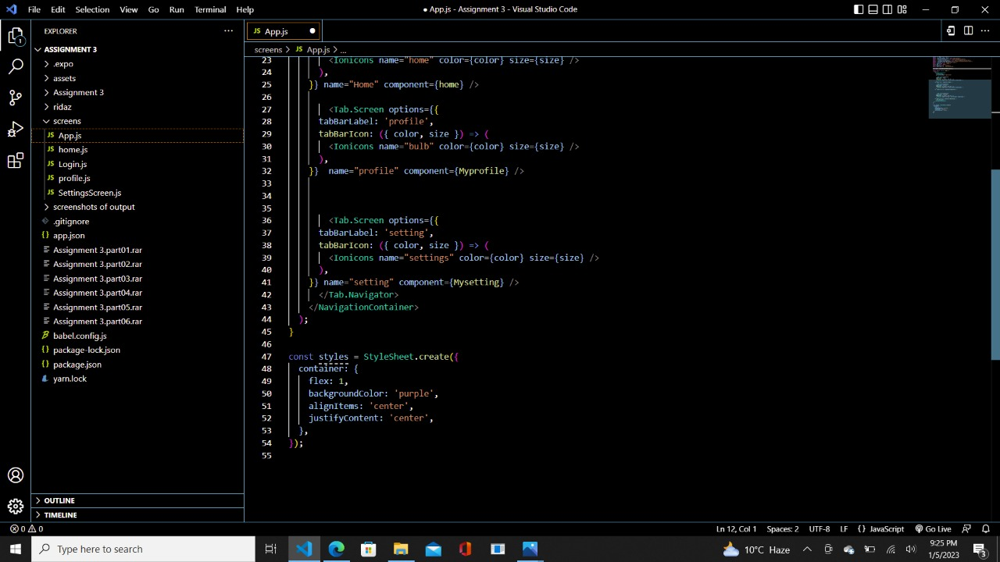 File Edit Selection View Go Run Terminal Help
● App.js - Assignment 3 - Visual Studio Code
EXPLORER
ASSIGNMENT 3
.expo
assets
Assignment 3
ridaz
screens
JS App.js
JS home.js
JS Login.js
JS profile.js
JS SettingsScreen.js
screenshots of output
.gitignore
{} app.json
Assignment 3.part01.rar
Assignment 3.part02.rar
Assignment 3.part03.rar
Assignment 3.part04.rar
Assignment 3.part05.rar
Assignment 3.part06.rar
babel.config.js
{} package-lock.json
{} package.json
yarn.lock
OUTLINE
TIMELINE
1
JS App.js ●
screens > JS App.js > ...
23 <Ionicons name="home" color={color} size={size} />
24 ),
25 }} name="Home" component={home} />
26
27 <Tab.Screen options={{
28 tabBarLabel: 'profile',
29 tabBarIcon: ({ color, size }) => (
30 <Ionicons name="bulb" color={color} size={size} />
31 ),
32 }}  name="profile" component={Myprofile} />
33
34
35
36 <Tab.Screen options={{
37 tabBarLabel: 'setting',
38 tabBarIcon: ({ color, size }) => (
39 <Ionicons name="settings" color={color} size={size} />
40 ),
41 }} name="setting" component={Mysetting} />
42 </Tab.Navigator>
43 </NavigationContainer>
44 );
45 }
46
47 const styles = StyleSheet.create({
48 container: {
49 flex: 1,
50 backgroundColor: 'purple',
51 alignItems: 'center',
52 justifyContent: 'center',
53 },
54 });
55
0 0 Ln 12, Col 1 Spaces: 2 UTF-8 LF {} JavaScript Go Live
Type here to search
10°C Haze
9:25 PM
1/5/2023
3